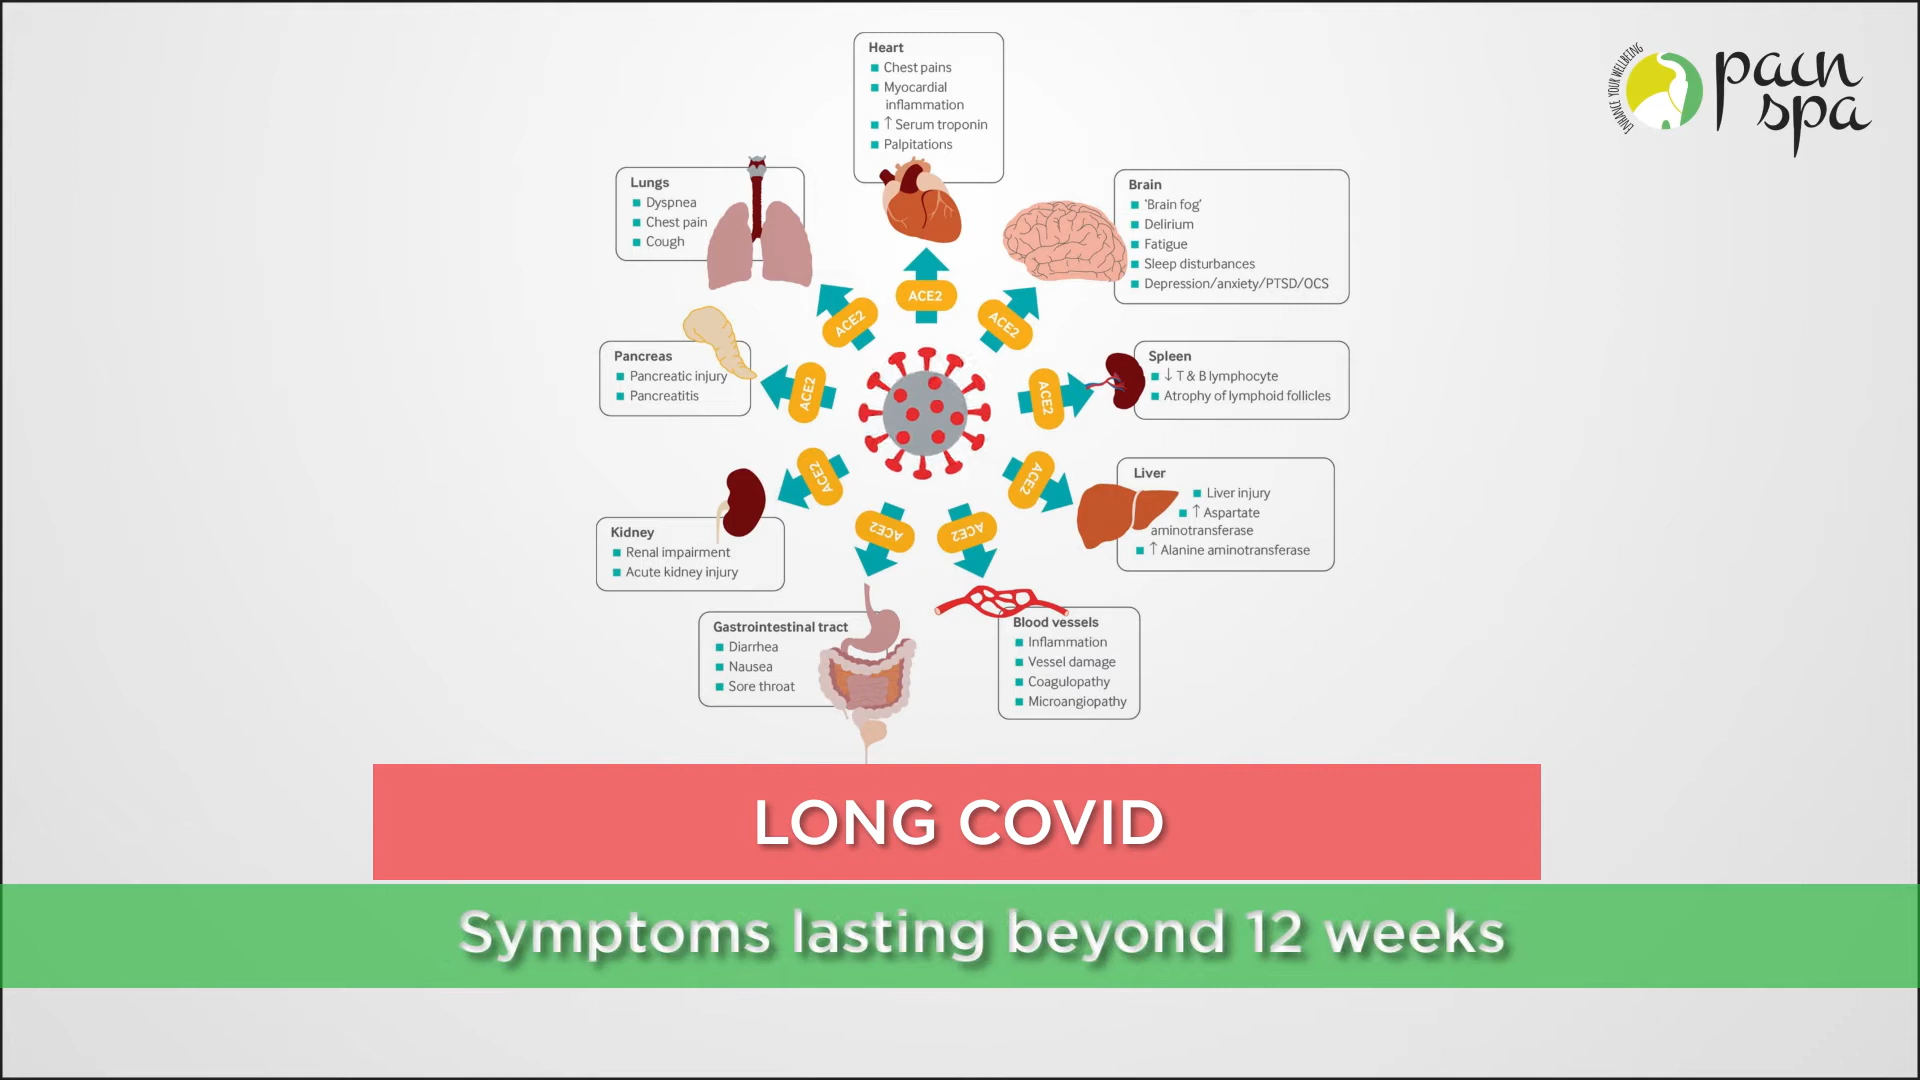 ENHANCE YOUR WELLBEING
pain
spa
Heart
Chest pains
Myocardial
inflammation
↑ Serum troponin
Palpitations
Lungs
Dyspnea
Chest pain
Cough
Brain
‘Brain fog’
Delirium
Fatigue
Sleep disturbances
Depression/anxiety/PTSD/OCS
ACE2
ACE2
ACE2
Pancreas
Pancreatic injury
Pancreatitis
ACE2
ACE2
Spleen
↓ T & B lymphocyte
Atrophy of lymphoid follicles
ACE2
ACE2
Liver
Liver injury
↑ Aspartate
aminotransferase
↑ Alanine aminotransferase
Kidney
Renal impairment
Acute kidney injury
ACE2
ACE2
Gastrointestinal tract
Diarrhea
Nausea
Sore throat
Blood vessels
Inflammation
Vessel damage
Coagulopathy
Microangiopathy
LONG COVID
Symptoms lasting beyond 12 weeks